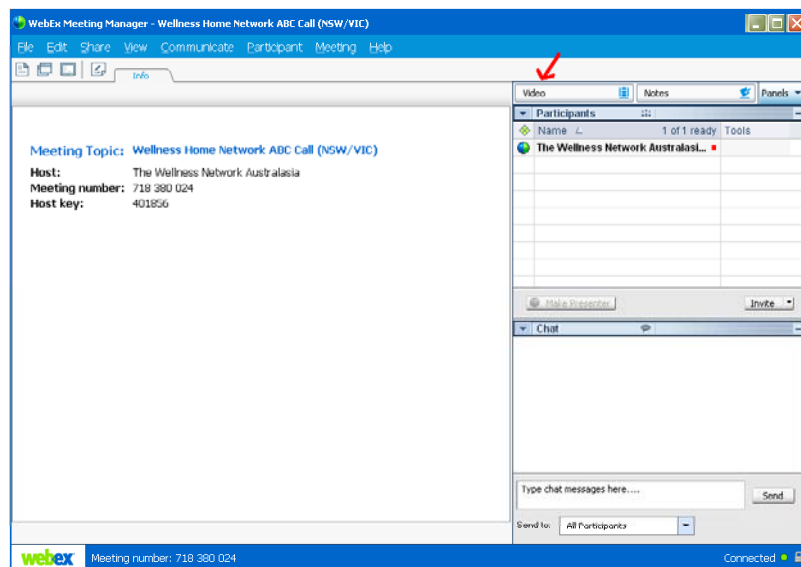 WebEx Meeting Manager - Wellness Home Network ABC Call (NSW/VIC)
File Edit Share View Communicate Participant Meeting Help
Info
Video Notes Panels
Participants
Name 1 of 1 ready Tools
The Wellness Network Australasi...
Meeting Topic: Wellness Home Network ABC Call (NSW/VIC)
Host: The Wellness Network Australasia
Meeting number: 718 380 024
Host key: 401856
Make Presenter Invite
Chat
Type chat messages here....
Send
Send to: All Participants
webex Meeting number: 718 380 024 Connected